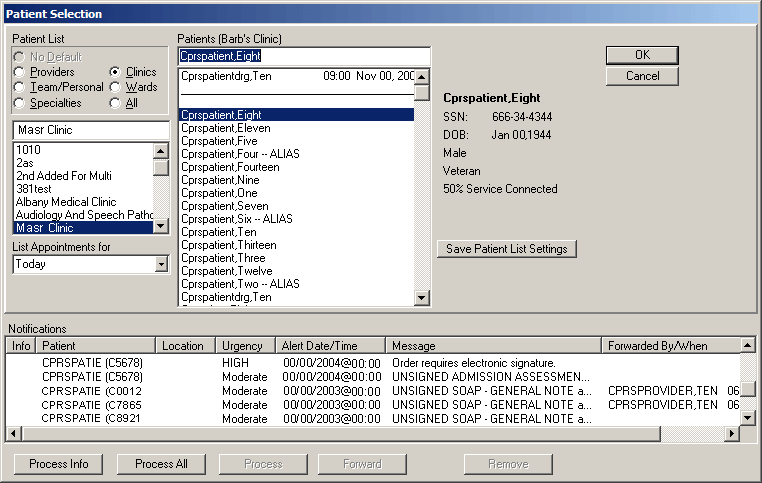 Patient Selection
Patient List
No Default
Providers
Clinics
Team/Personal
Wards
Specialties
All
Masr Clinic
1010
2as
2nd Added For Multi
381test
Albany Medical Clinic
Audiology And Speech Patho
Masr Clinic
List Appointments for
Today
Patients (Barb's Clinic)
Cprspatient,Eight
Cprspatientdrg,Ten 09:00 Nov 00, 200
Cprspatient,Eight
Cprspatient,Eleven
Cprspatient,Five
Cprspatient,Four -- ALIAS
Cprspatient,Fourteen
Cprspatient,Nine
Cprspatient,One
Cprspatient,Seven
Cprspatient,Six -- ALIAS
Cprspatient,Ten
Cprspatient,Thirteen
Cprspatient,Three
Cprspatient,Twelve
Cprspatient,Two -- ALIAS
Cprspatientdrg,Ten
OK
Cancel
Cprspatient,Eight
SSN: 666-34-4344
DOB: Jan 00,1944
Male
Veteran
50% Service Connected
Save Patient List Settings
Notifications
Info Patient Location Urgency Alert Date/Time Message Forwarded By/When
CPRSPATIE (C5678) HIGH 00/00/2004@00:00 Order requires electronic signature.
CPRSPATIE (C5678) Moderate 00/00/2004@00:00 UNSIGNED ADMISSION ASSESSMEN...
CPRSPATIE (C0012 Moderate 00/00/2003@00:00 UNSIGNED SOAP - GENERAL NOTE a... CPRSPROVIDER,TEN 06
CPRSPATIE (C7865 Moderate 00/00/2003@00:00 UNSIGNED SOAP - GENERAL NOTE a... CPRSPROVIDER,TEN 06
CPRSPATIE (C8921 Moderate 00/00/2003@00:00 UNSIGNED SOAP - GENERAL NOTE a...
Process Info
Process All
Process
Forward
Remove